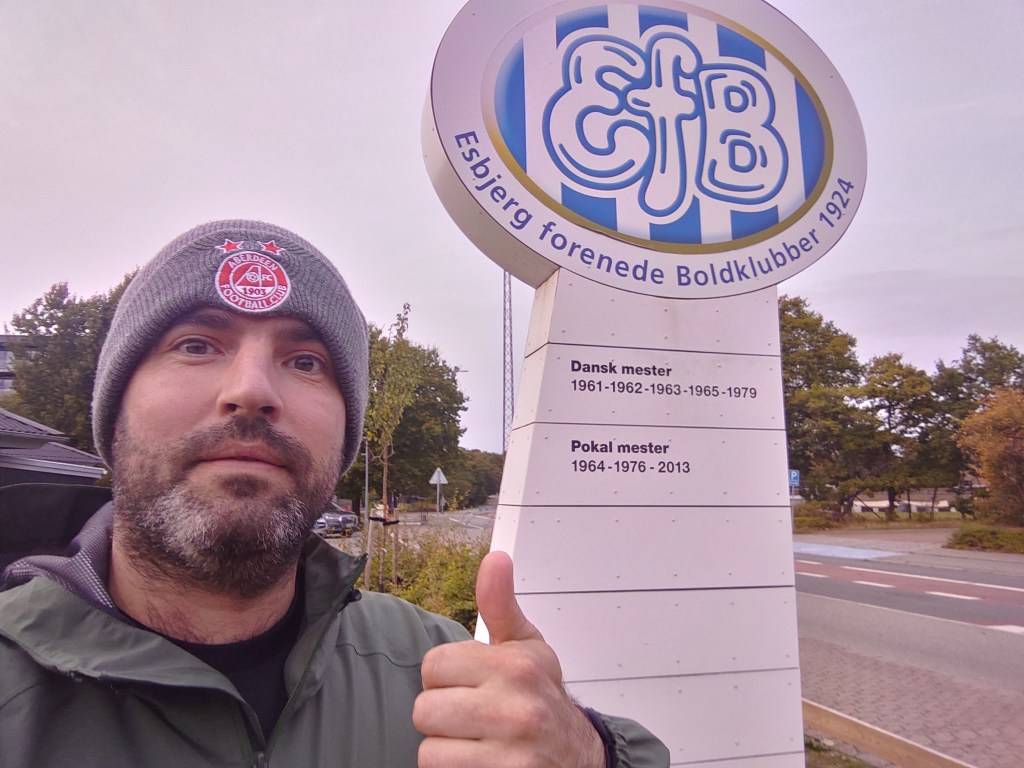 EfB
Esbjerg forenede Boldklubber 1924
Dansk mester
1961-1962-1963-1965-1979
Pokal mester
1964-1976-2013
ABERDEEN
AFC
1903
FOOTBALL CLUB
P